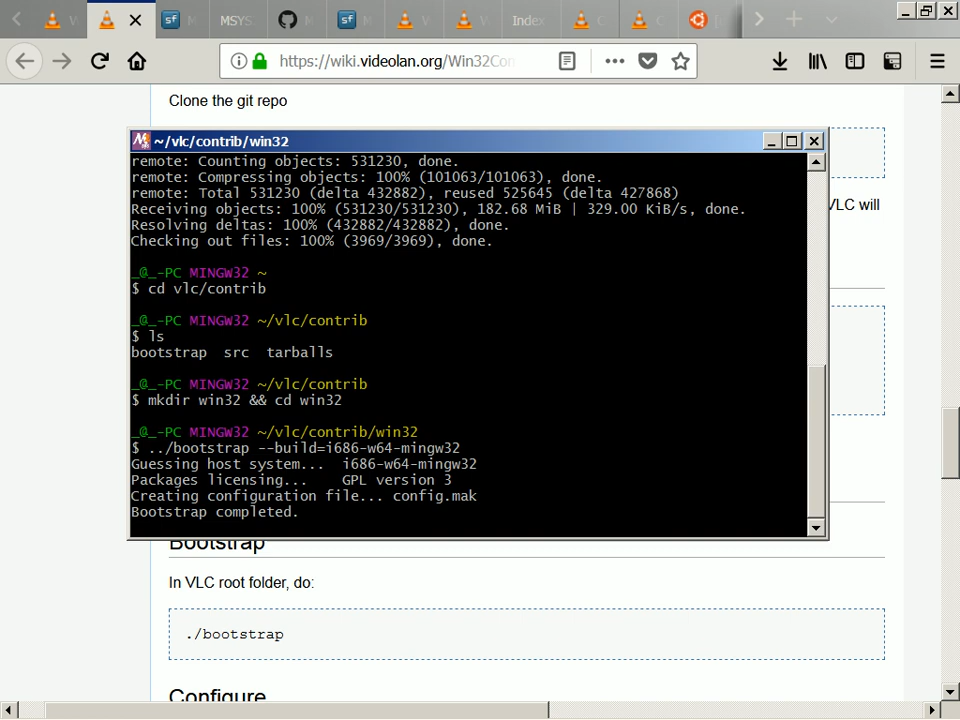 MSYS
Index
https://wiki.videolan.org/Win32Con
Clone the git repo
~/vlc/contrib/win32
remote: Counting objects: 531230, done.
remote: Compressing objects: 100% (101063/101063), done.
remote: Total 531230 (delta 432882), reused 525645 (delta 427868)
Receiving objects: 100% (531230/531230), 182.68 MiB | 329.00 KiB/s, done.
Resolving deltas: 100% (432882/432882), done.
Checking out files: 100% (3969/3969), done.
_@_-PC MINGW32 ~
$ cd vlc/contrib
_@_-PC MINGW32 ~/vlc/contrib
$ ls
bootstrap src tarballs
_@_-PC MINGW32 ~/vlc/contrib
$ mkdir win32 && cd win32
_@_-PC MINGW32 ~/vlc/contrib/win32
$ ../bootstrap --build=i686-w64-mingw32
Guessing host system... i686-w64-mingw32
Packages licensing... GPL version 3
Creating configuration file... config.mak
Bootstrap completed.
VLC will
Bootstrap
In VLC root folder, do:
./bootstrap
Configure